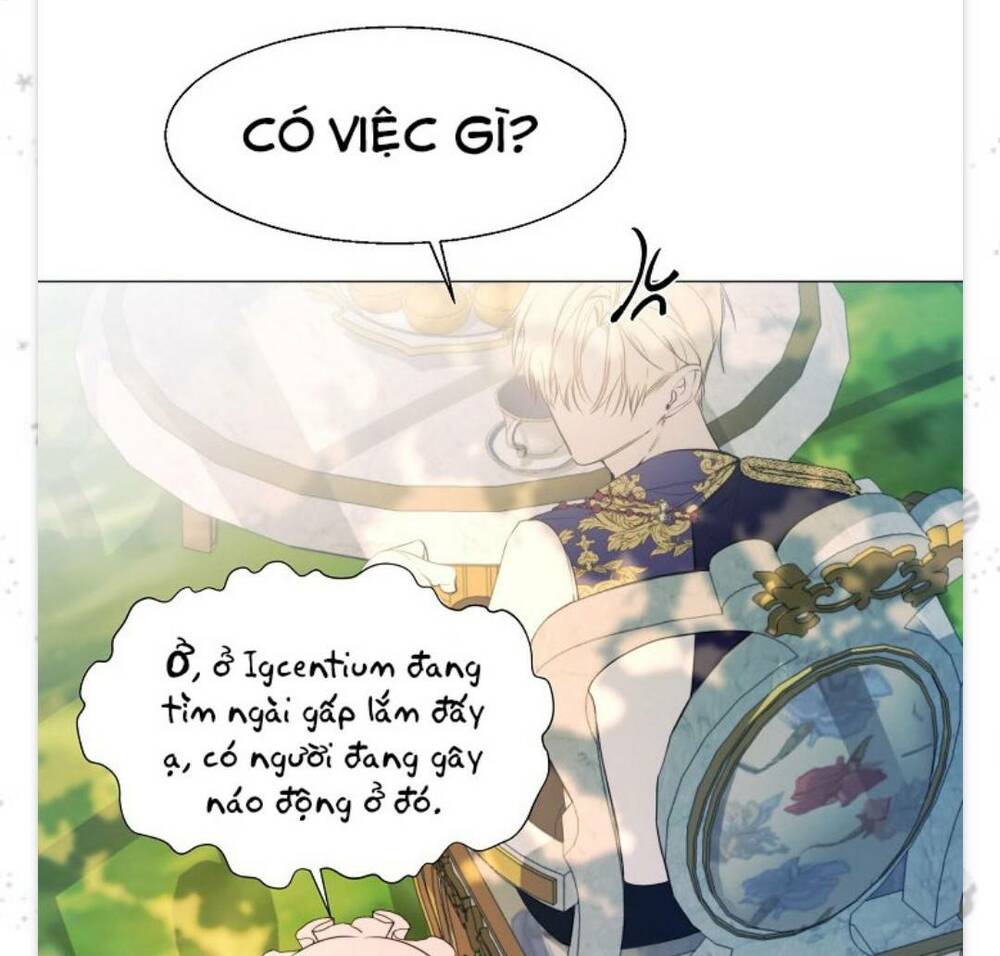 CÓ VIỆC GÌ?
Ở, ở Igcentium đang
tìm ngài gấp lắm đấy
ạ, có người đang gây
náo động ở đó.